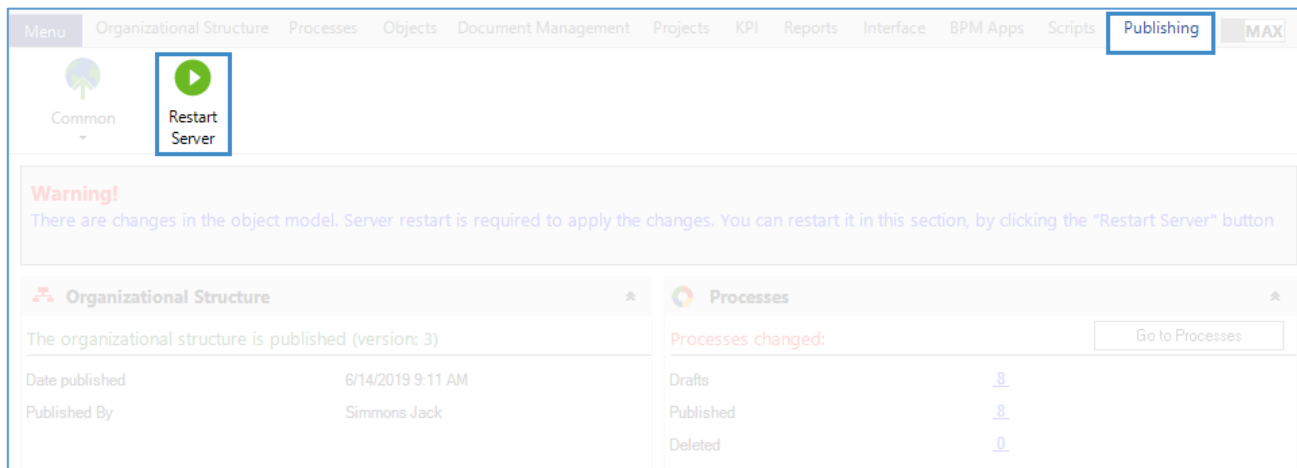 Menu Organizational Structure Processes Objects Document Management Projects KPI Reports Interface BPM Apps Scripts Publishing MAX
Common
Restart
Server
Warning!
There are changes in the object model. Server restart is required to apply the changes. You can restart it in this section, by clicking the "Restart Server" button
Organizational Structure
The organizational structure is published (version: 3)
Date published 6/14/2019 9:11 AM
Published By Simmons Jack
Processes
Processes changed: Go to Processes
Drafts 8
Published 8
Deleted 0